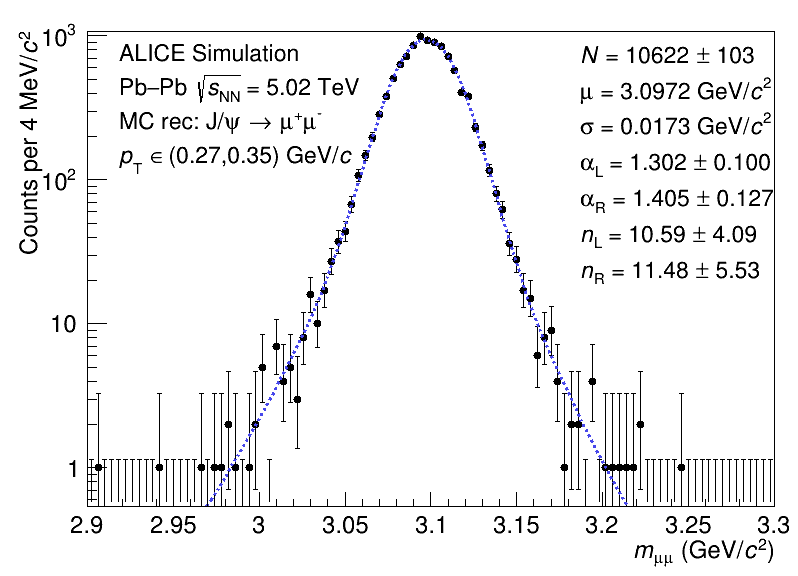 Counts per 4 MeV/c²
10³
10²
10
1
ALICE Simulation
Pb–Pb √sNN = 5.02 TeV
MC rec: J/ψ → μ⁺μ⁻
pT ∈ (0.27,0.35) GeV/c
N = 10622 ± 103
μ = 3.0972 GeV/c²
σ = 0.0173 GeV/c²
αL = 1.302 ± 0.100
αR = 1.405 ± 0.127
nL = 10.59 ± 4.09
nR = 11.48 ± 5.53
2.9 2.95 3 3.05 3.1 3.15 3.2 3.25 3.3
mμμ (GeV/c²)